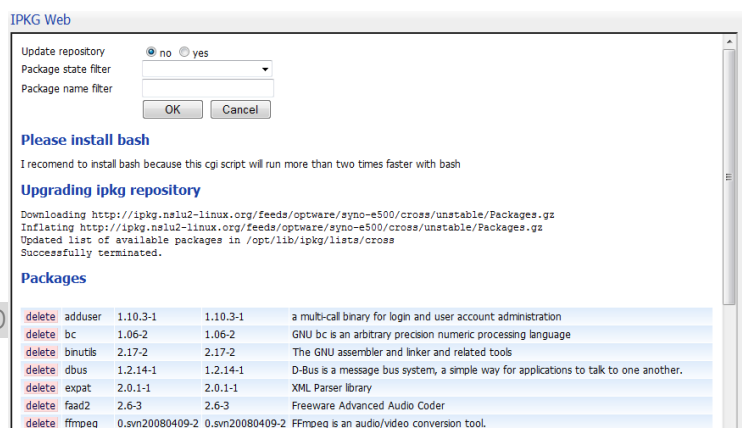 IPKG Web
Update repository no yes
Package state filter
Package name filter
OK Cancel
Please install bash
I recomend to install bash because this cgi script will run more than two times faster with bash
Upgrading ipkg repository
Downloading http://ipkg.nslu2-linux.org/feeds/optware/syno-e500/cross/unstable/Packages.gz
Inflating http://ipkg.nslu2-linux.org/feeds/optware/syno-e500/cross/unstable/Packages.gz
Updated list of available packages in /opt/lib/ipkg/lists/cross
Successfully terminated.
Packages
delete adduser 1.10.3-1 1.10.3-1 a multi-call binary for login and user account administration
delete bc 1.06-2 1.06-2 GNU bc is an arbitrary precision numeric processing language
delete binutils 2.17-2 2.17-2 The GNU assembler and linker and related tools
delete dbus 1.2.14-1 1.2.14-1 D-Bus is a message bus system, a simple way for applications to talk to one another.
delete expat 2.0.1-1 2.0.1-1 XML Parser library
delete faad2 2.6-3 2.6-3 Freeware Advanced Audio Coder
delete ffmpeg 0.svn20080409-2 0.svn20080409-2 FFmpeg is an audio/video conversion tool.